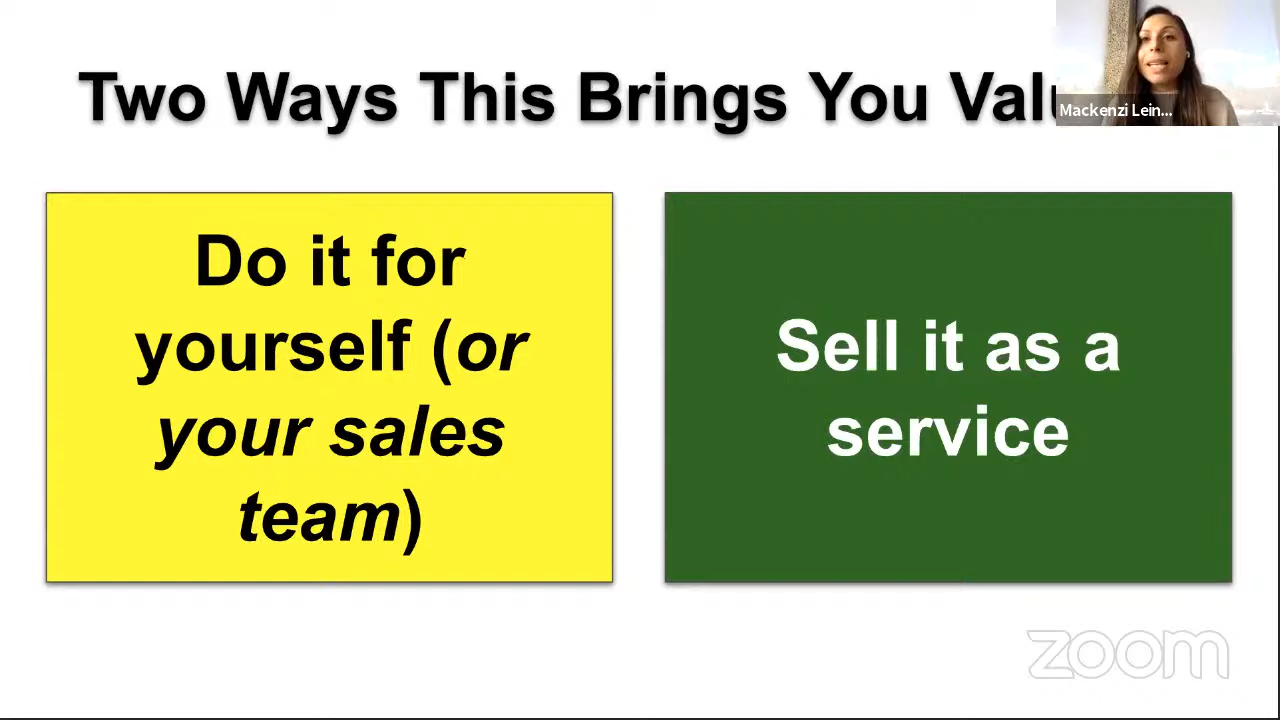 Two Ways This Brings You Valu
Mackenzi Lein...
Do it for
yourself (or
your sales
team)
Sell it as a
service
zoom